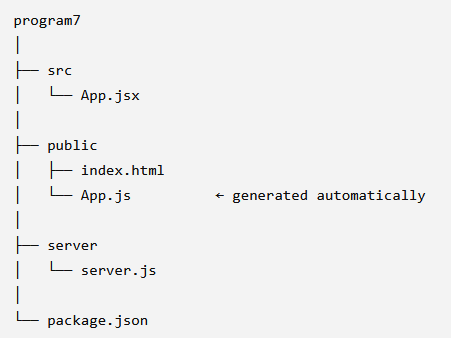 program7
│
├── src
│   └── App.jsx
│
├── public
│   ├── index.html
│   └── App.js          ← generated automatically
│
├── server
│   └── server.js
│
└── package.json